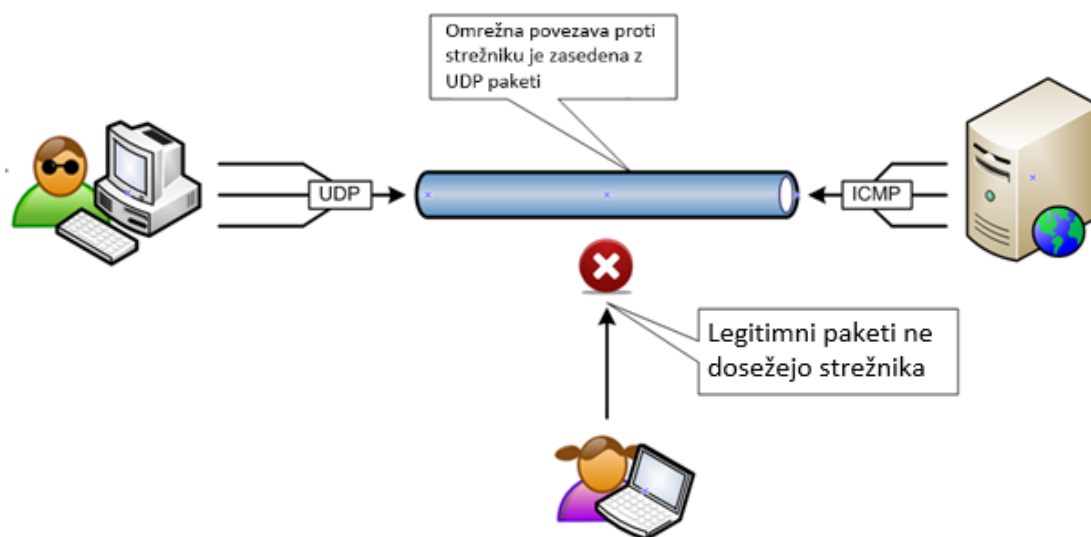 Omrežna povezava proti
strežniku je zasedena z
UDP paketi
UDP
ICMP
Legitimni paketi ne
dosežejo strežnika